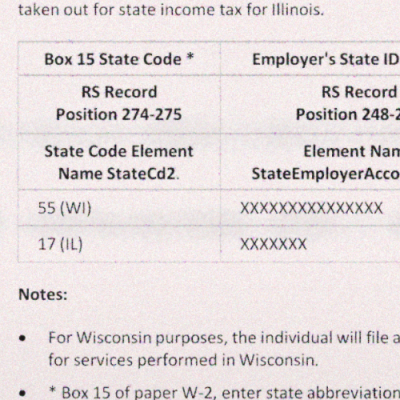 taken out for state income tax for Illinois.
Box 15 State Code * Employer's State ID
RS Record RS Record
Position 274-275 Position 248-2
State Code Element Element Nam
Name StateCd2. StateEmployerAcco
55 (WI) XXXXXXXXXXXXXXX
17 (IL) XXXXXXX
Notes:
• For Wisconsin purposes, the individual will file a
for services performed in Wisconsin.
• * Box 15 of paper W-2, enter state abbreviation